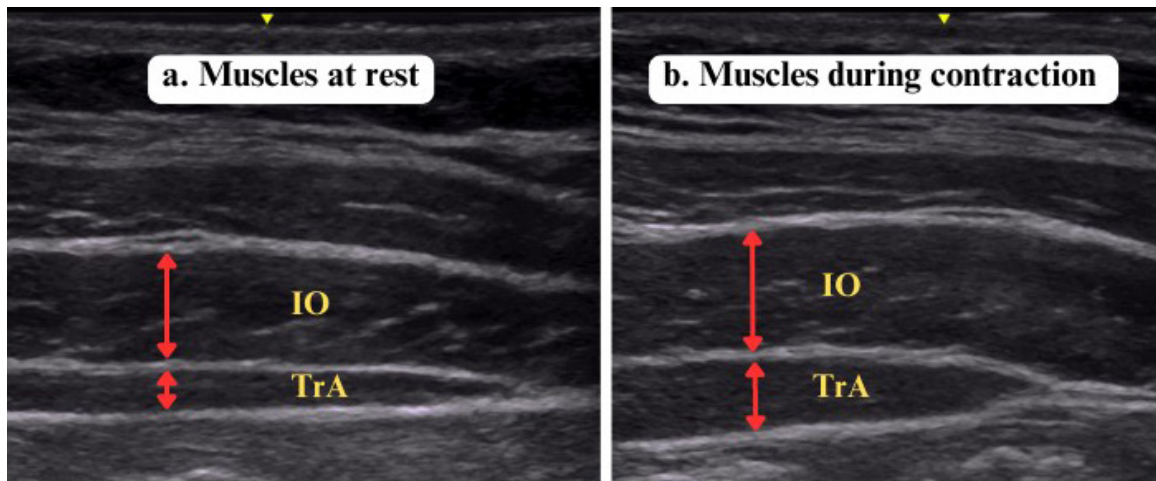 a. Muscles at rest
b. Muscles during contraction
IO
TrA
IO
TrA